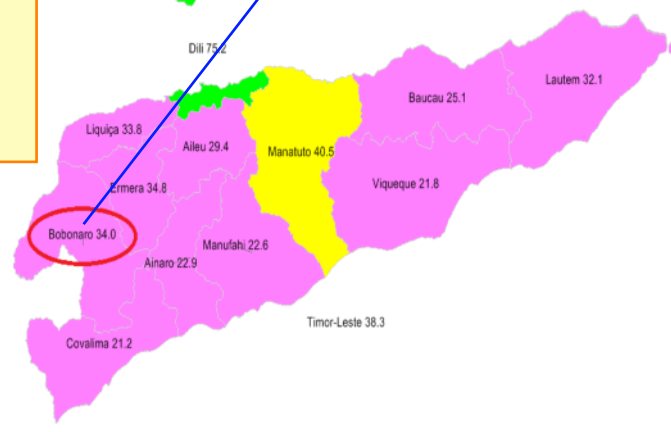 Dili 75.2
Lautem 32.1
Baucau 25.1
Liquiça 33.8
Aileu 29.4
Manatuto 40.5
Ermera 34.8
Viqueque 21.8
Bobonaro 34.0
Manufahi 22.6
Ainaro 22.9
Timor-Leste 38.3
Covalima 21.2